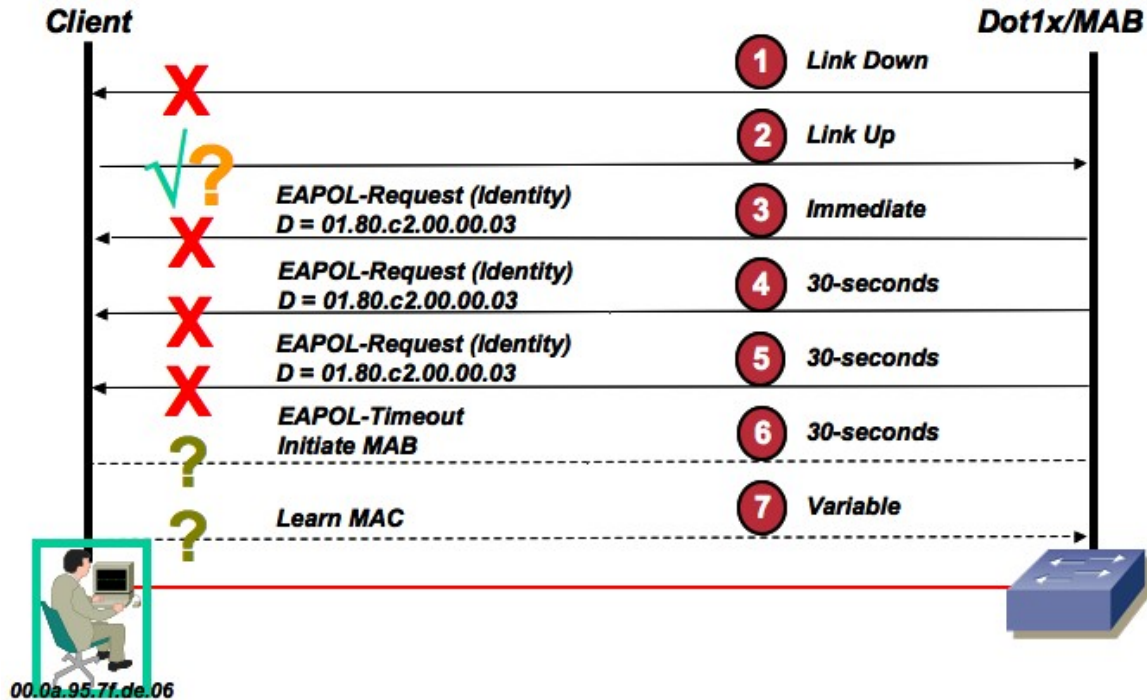 Client
Dot1x/MAB
1 Link Down
X
2 Link Up
√?
EAPOL-Request (Identity)
D = 01.80.c2.00.00.03
3 Immediate
X
EAPOL-Request (Identity)
D = 01.80.c2.00.00.03
4 30-seconds
X
EAPOL-Request (Identity)
D = 01.80.c2.00.00.03
5 30-seconds
X
EAPOL-Timeout
Initiate MAB
6 30-seconds
?
Learn MAC
7 Variable
?
00.0a.95.7f.de.06